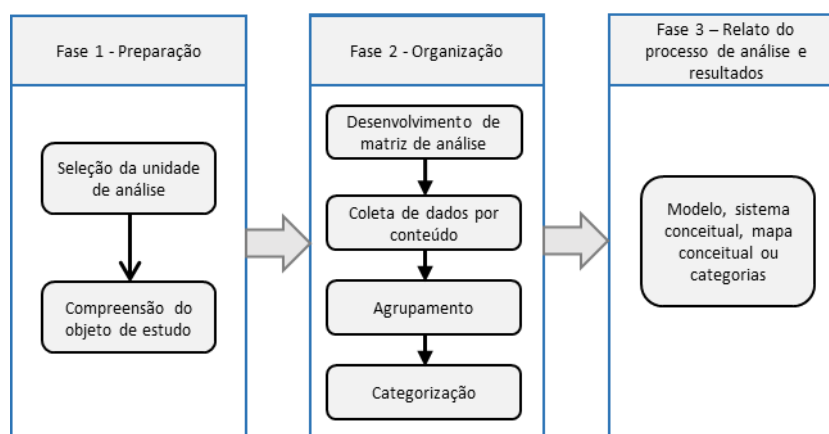 Fase 1 - Preparação
Seleção da unidade
de análise
Compreensão do
objeto de estudo
Fase 2 - Organização
Desenvolvimento de
matriz de análise
Coleta de dados por
conteúdo
Agrupamento
Categorização
Fase 3 – Relato do
processo de análise e
resultados
Modelo, sistema
conceitual, mapa
conceitual ou
categorias